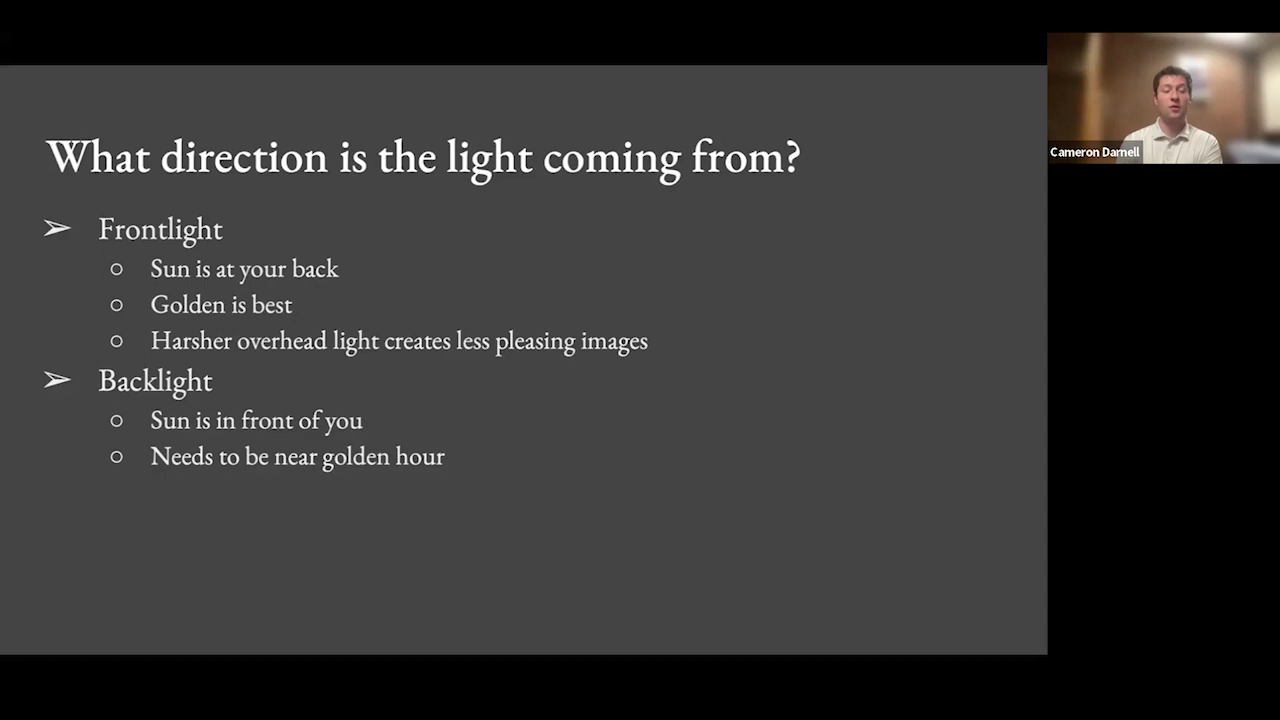 What direction is the light coming from?
➢ Frontlight
○ Sun is at your back
○ Golden is best
○ Harsher overhead light creates less pleasing images
➢ Backlight
○ Sun is in front of you
○ Needs to be near golden hour
Cameron Darnell